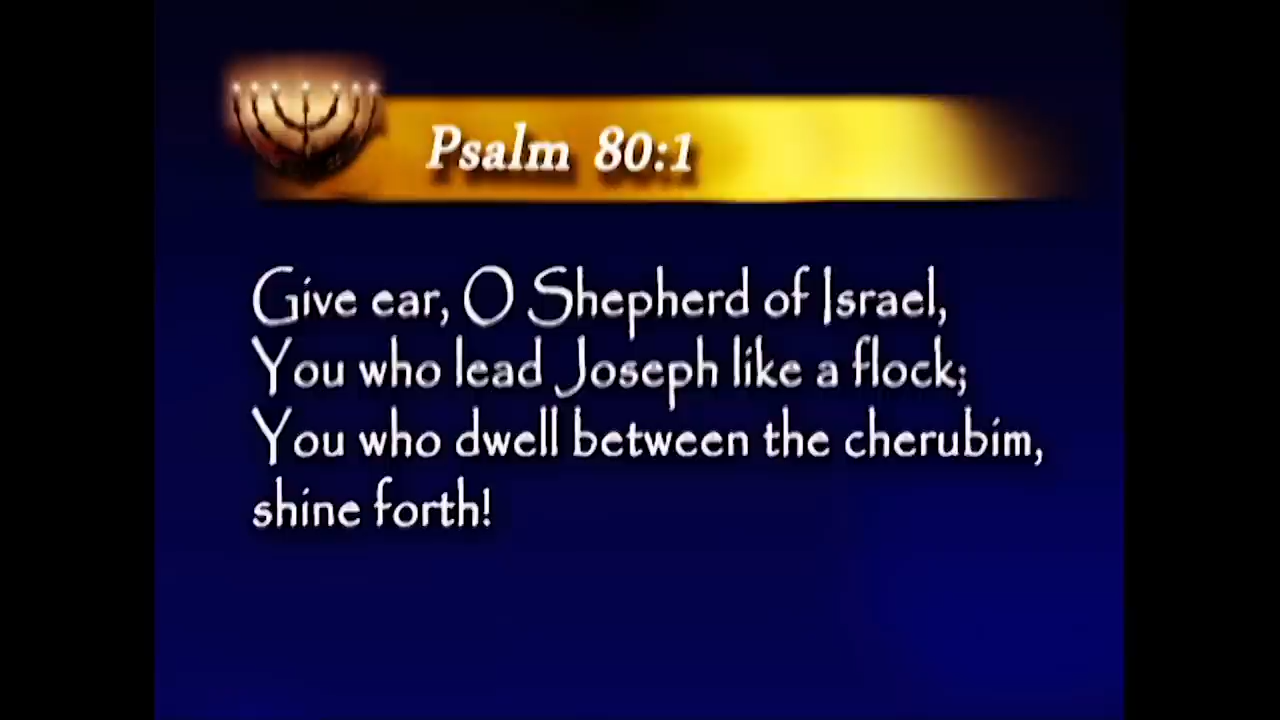 Psalm 80:1
Give ear, O Shepherd of Israel,
You who lead Joseph like a flock;
You who dwell between the cherubim,
shine forth!